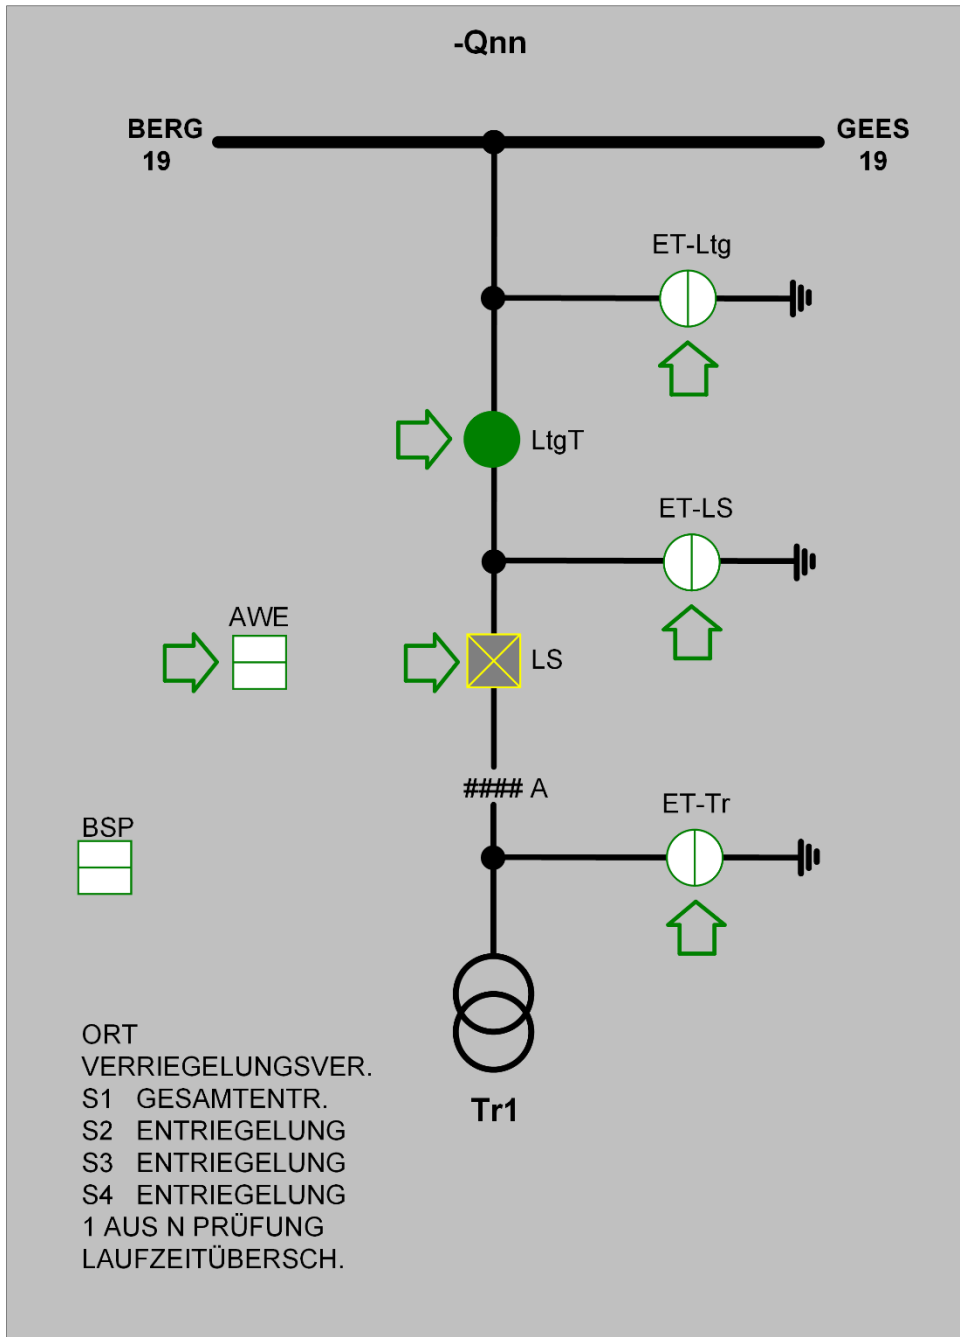 -Qnn
BERG
19
GEES
19
ET-Ltg
LtgT
ET-LS
AWE
LS
#### A
ET-Tr
BSP
Tr1
ORT
VERRIEGELUNGSVER.
S1 GESAMTENTR.
S2 ENTRIEGELUNG
S3 ENTRIEGELUNG
S4 ENTRIEGELUNG
1 AUS N PRÜFUNG
LAUFZEITÜBERSCH.